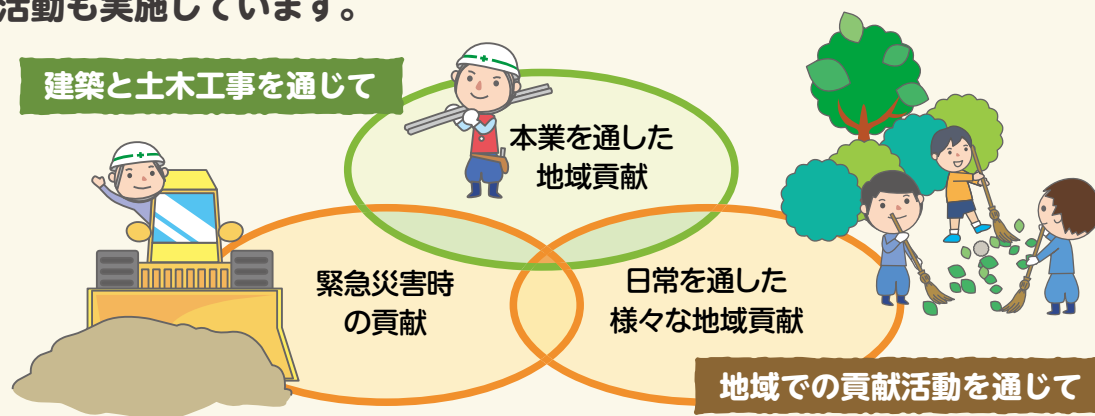 活動も実施しています。
建築と土木工事を通じて
本業を通した
地域貢献
緊急災害時
の貢献
日常を通した
様々な地域貢献
地域での貢献活動を通じて